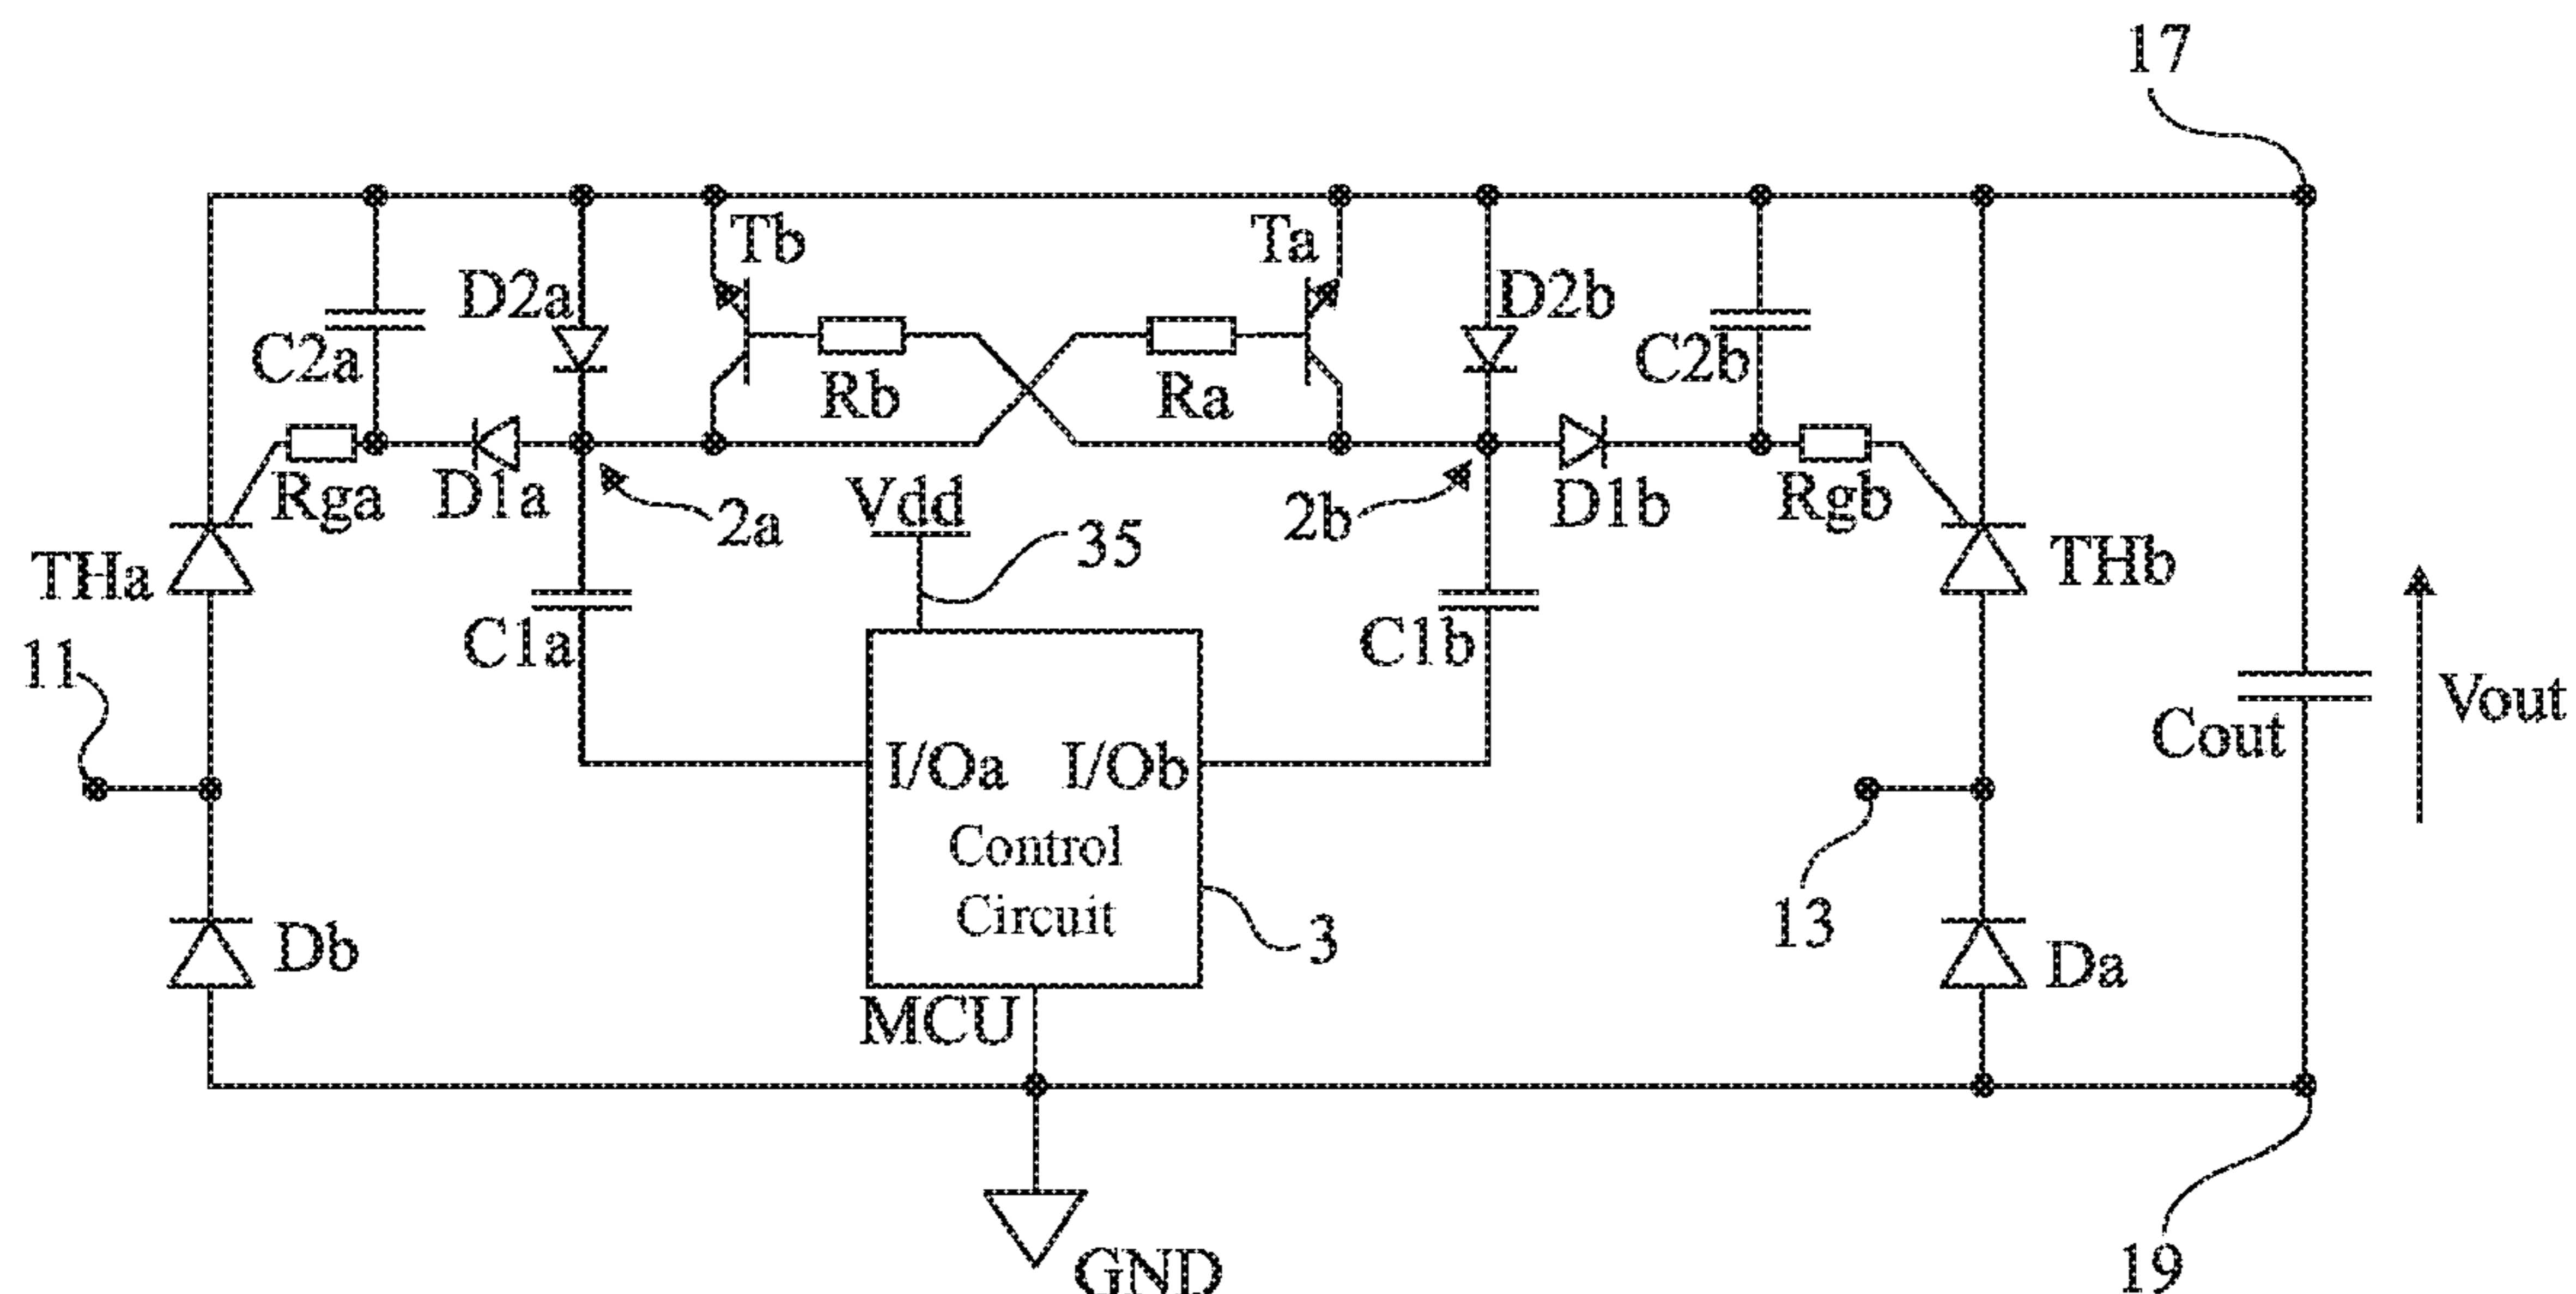 17
Tb
Ta
D2a
D2b
C2a
Rb
Ra
C2b
Rga
D1a
2a
Vdd
2b
D1b
Rgb
35
THa
THb
11
C1a
C1b
Vout
Cout
I/Oa
I/Ob
Control
Circuit
13
3
Db
Da
MCU
GND
19